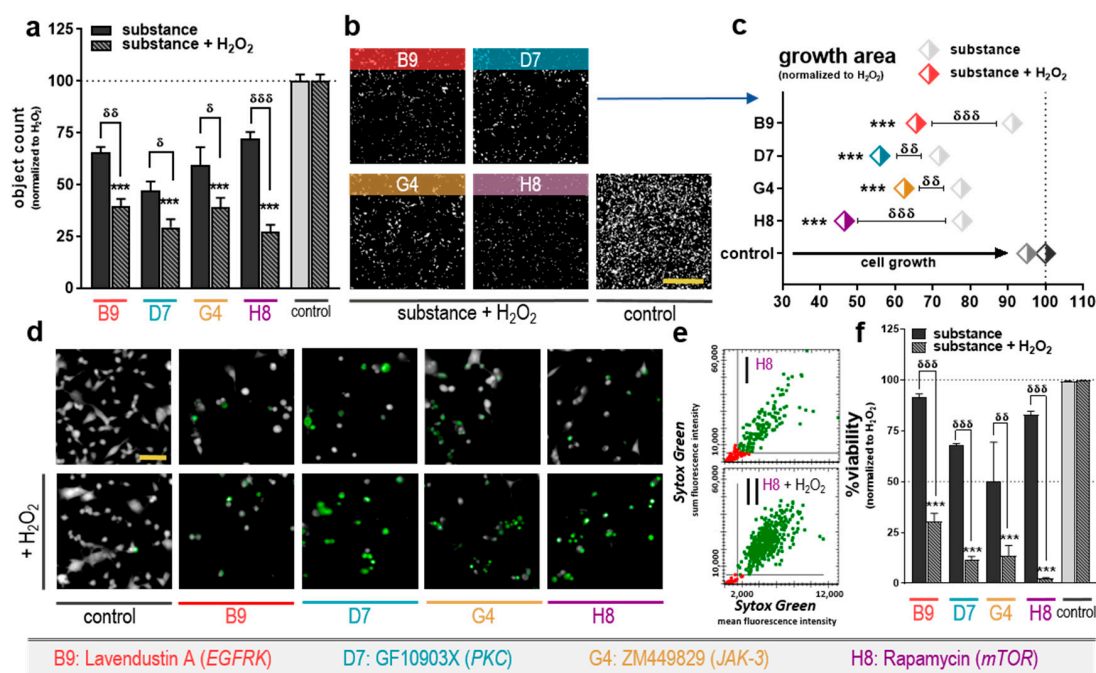 a
substance
substance + H₂O₂
object count
(normalized to H₂O₂)
125
100
75
50
25
0
δδ
δ
δ
δδδ
***
***
***
***
B9
D7
G4
H8
control
b
B9
D7
G4
H8
substance + H₂O₂
control
c
growth area
(normalized to H₂O₂)
substance
substance + H₂O₂
B9
***
δδδ
D7
***
δδ
G4
***
δδ
H8
***
δδδ
control
cell growth
30 40 50 60 70 80 90 100 110
d
+ H₂O₂
control
B9
D7
G4
H8
e
Sytox Green
sum fluorescence intensity
60,000
10,000
I H8
60,000
10,000
II H8 + H₂O₂
2,000
12,000
Sytox Green
mean fluorescence intensity
f
substance
substance + H₂O₂
%viability
(normalized to H₂O₂)
125
100
75
50
25
0
δδδ
δδδ
δδ
δδδ
***
***
***
***
B9
D7
G4
H8
control
B9: Lavendustin A (EGFRK)
D7: GF10903X (PKC)
G4: ZM449829 (JAK-3)
H8: Rapamycin (mTOR)